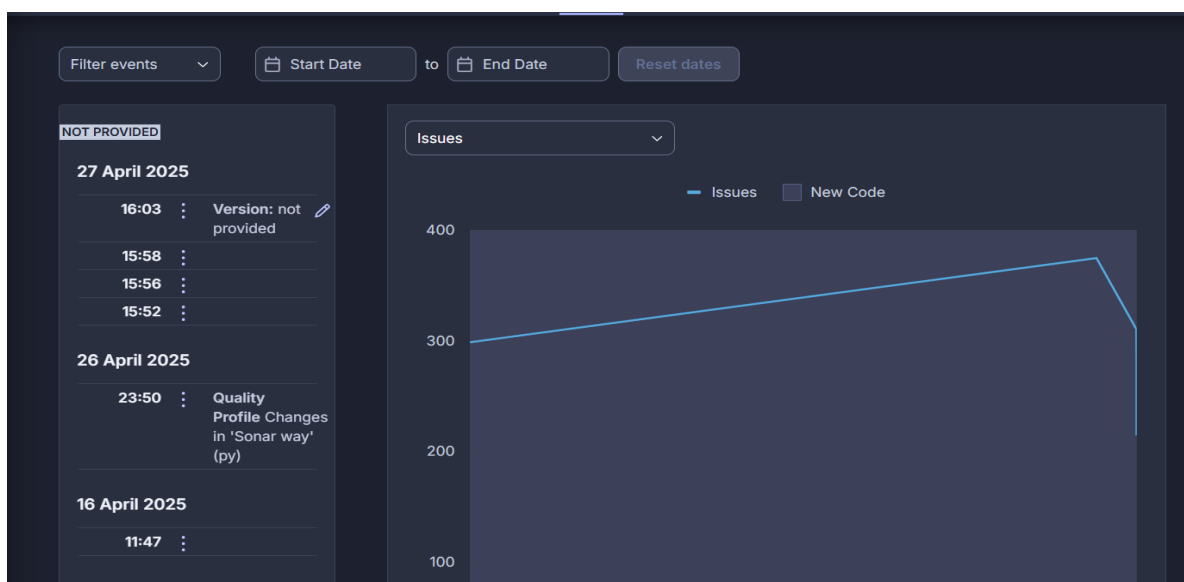 Filter events
Start Date
to
End Date
Reset dates
NOT PROVIDED
27 April 2025
16:03
Version: not
provided
15:58
15:56
15:52
26 April 2025
23:50
Quality
Profile Changes
in 'Sonar way'
(py)
16 April 2025
11:47
Issues
Issues
New Code
400
300
200
100